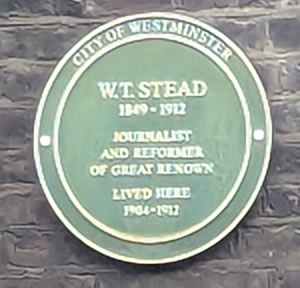 CITY OF WESTMINSTER
W.T. STEAD
1849 • 1912
JOURNALIST
AND REFORMER
OF GREAT RENOWN
LIVED HERE
1904•1912